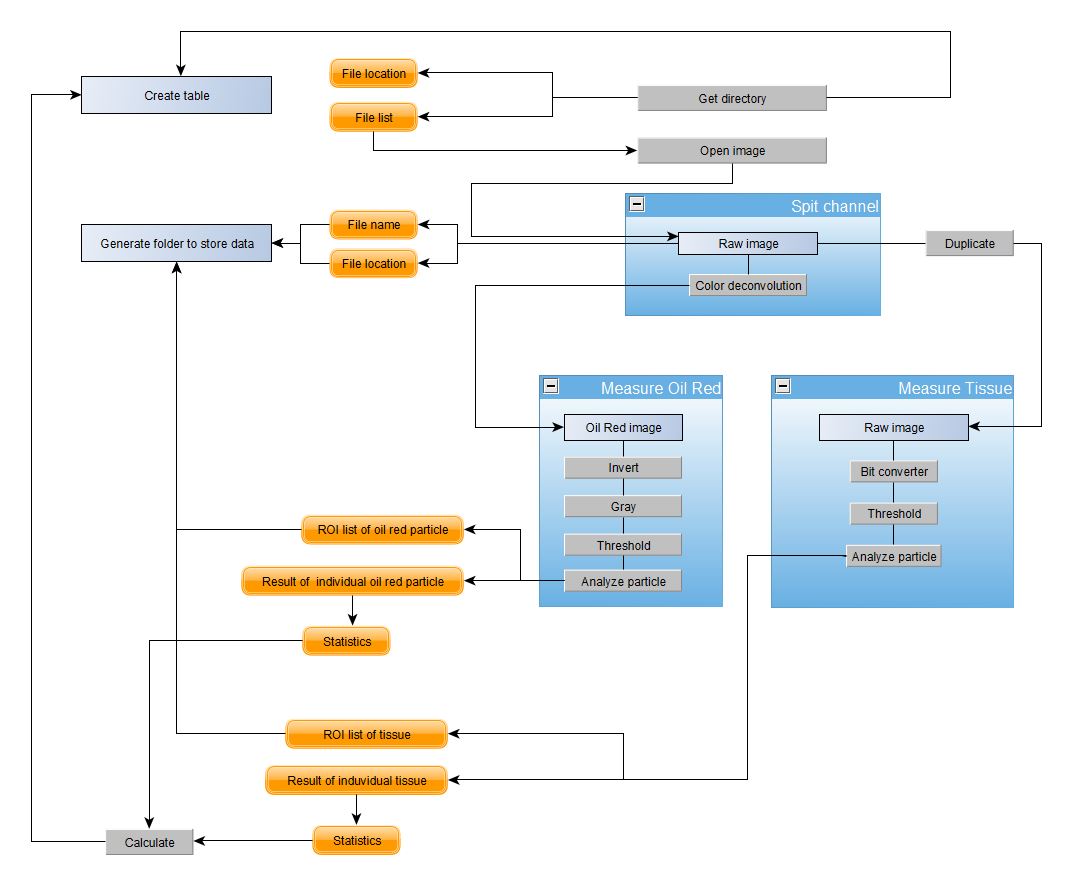 File location
Create table
Get directory
File list
Open image
Spit channel
File name
Generate folder to store data
Raw image
Duplicate
File location
Color deconvolution
Measure Oil Red
Measure Tissue
Oil Red image
Raw image
Invert
Bit converter
Gray
Threshold
ROI list of oil red particle
Threshold
Analyze particle
Result of  individual oil red particle
Analyze particle
Statistics
ROI list of tissue
Result of induvidual tissue
Statistics
Calculate